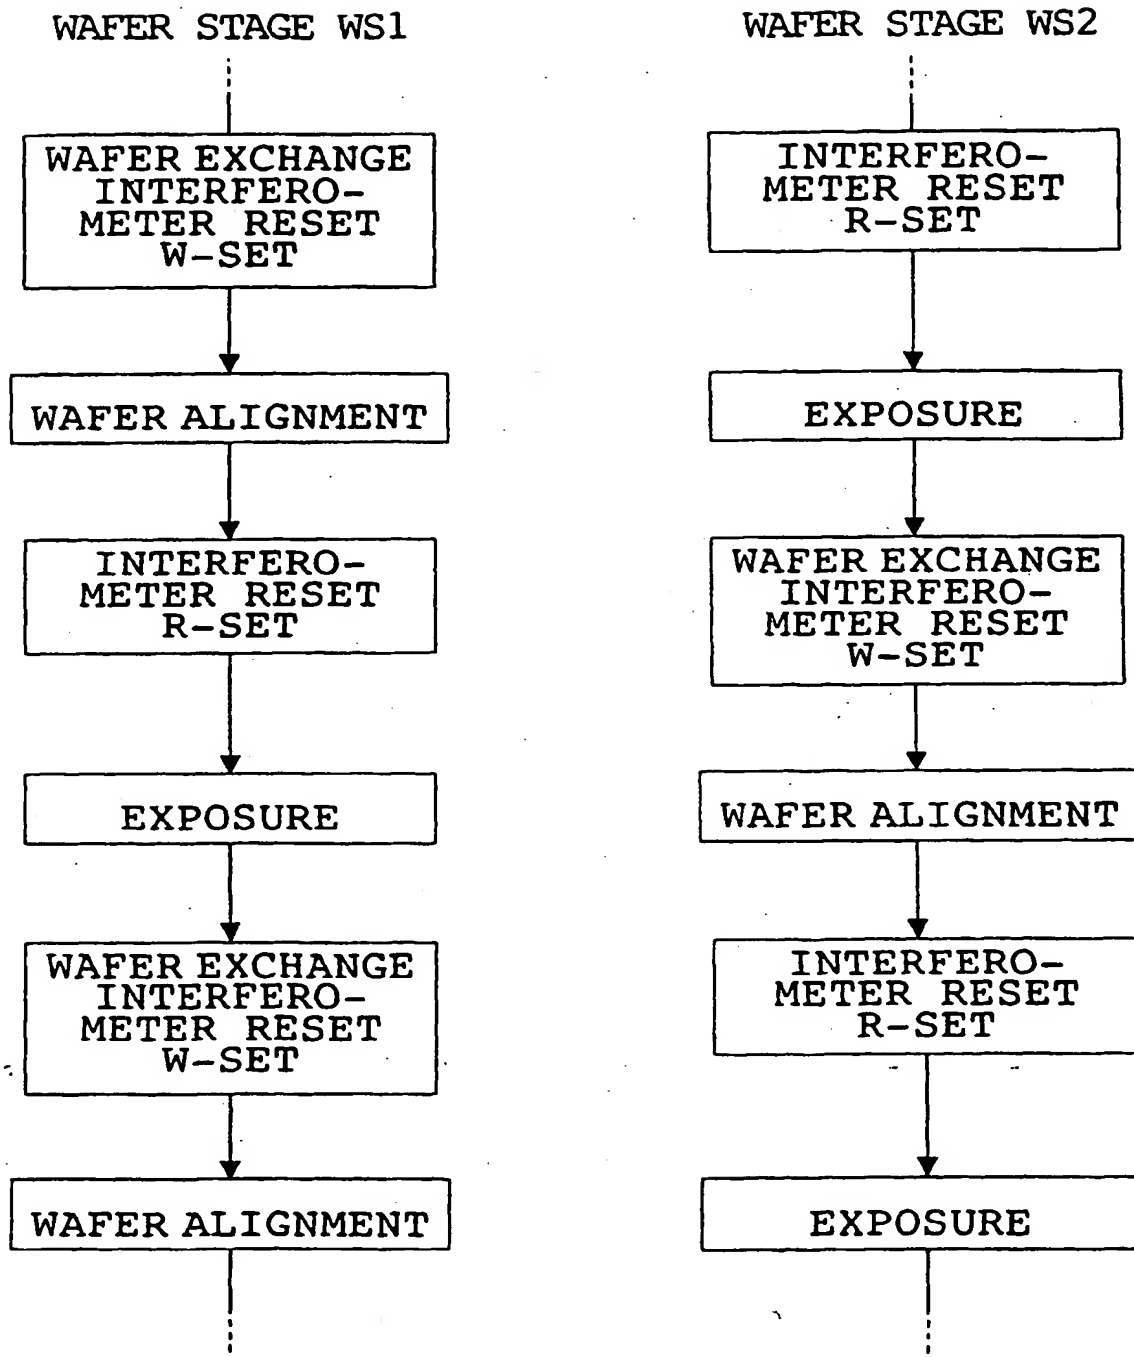 WAFER STAGE WS1
WAFER EXCHANGE
INTERFERO-
METER RESET
W-SET
WAFER ALIGNMENT
INTERFERO-
METER RESET
R-SET
EXPOSURE
WAFER EXCHANGE
INTERFERO-
METER RESET
W-SET
WAFER ALIGNMENT
WAFER STAGE WS2
INTERFERO-
METER RESET
R-SET
EXPOSURE
WAFER EXCHANGE
INTERFERO-
METER RESET
W-SET
WAFER ALIGNMENT
INTERFERO-
METER RESET
R-SET
EXPOSURE